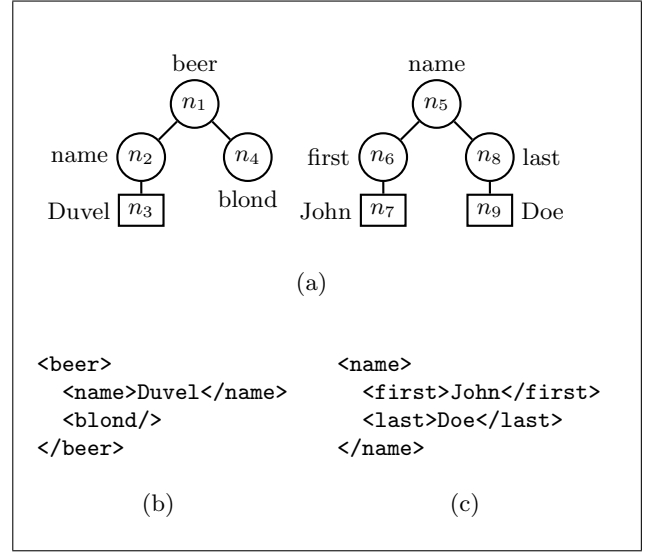 beer name
n1 n5
name n2 n4 first n6 n8 last
blond
Duvel n3 John n7 n9 Doe
(a)
<beer>
  <name>Duvel</name>
  <blond/>
</beer>
(b)
<name>
  <first>John</first>
  <last>Doe</last>
</name>
(c)